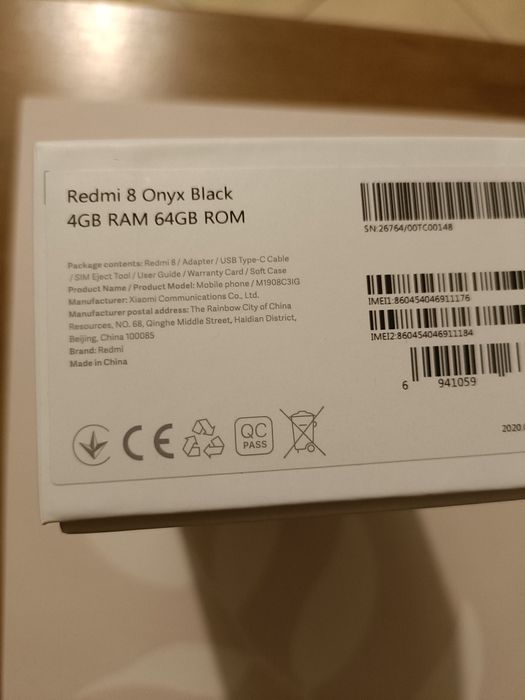 Redmi 8 Onyx Black
4GB RAM 64GB ROM
Package contents: Redmi 8 / Adapter / USB Type-C Cable
/ SIM Eject Tool / User Guide / Warranty Card / Soft Case
Product Name / Product Model: Mobile phone / M1908C3IG
Manufacturer: Xiaomi Communications Co., Ltd.
Manufacturer postal address: The Rainbow City of China
Resources, NO. 68, Qinghe Middle Street, Haidian District,
Beijing, China 100085
Brand: Redmi
Made in China
CE
QC
PASS
SN:26764/00TC00148
IMEI1:860454046911176
IMEI2:860454046911184
6 941059
2020.